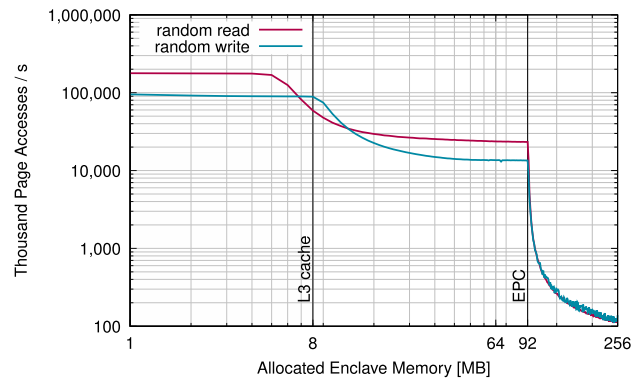 random read
random write
Thousand Page Accesses / s
1,000,000
100,000
10,000
1,000
100
L3 cache
EPC
1
8
64
92
256
Allocated Enclave Memory [MB]